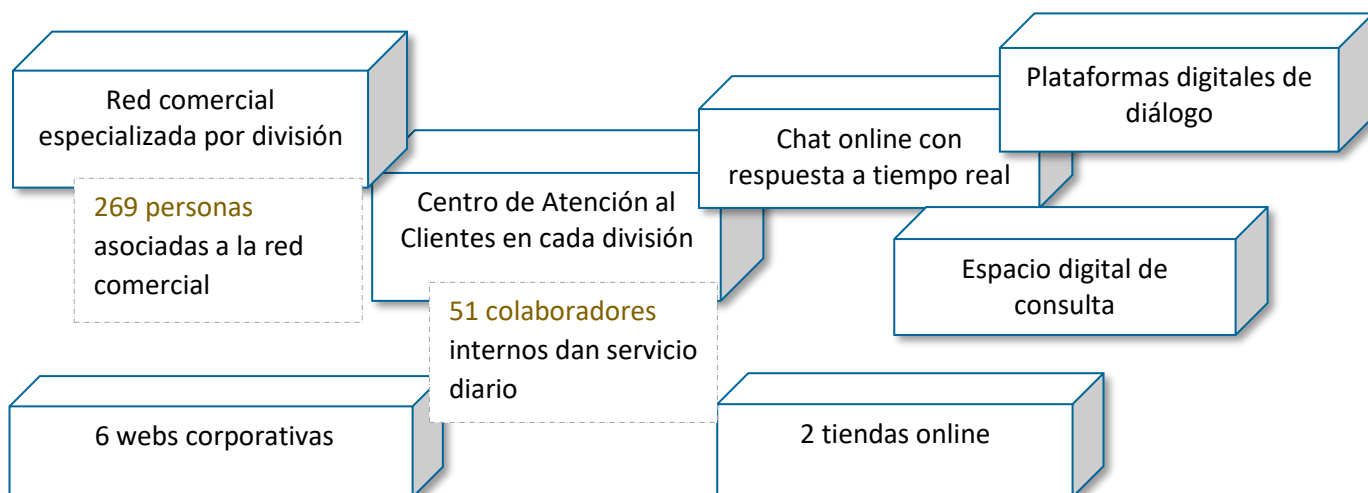 Red comercial
especializada por división
269 personas
asociadas a la red
comercial
Centro de Atención al
Clientes en cada división
51 colaboradores
internos dan servicio
diario
Chat online con
respuesta a tiempo real
Plataformas digitales de
diálogo
Espacio digital de
consulta
6 webs corporativas
2 tiendas online